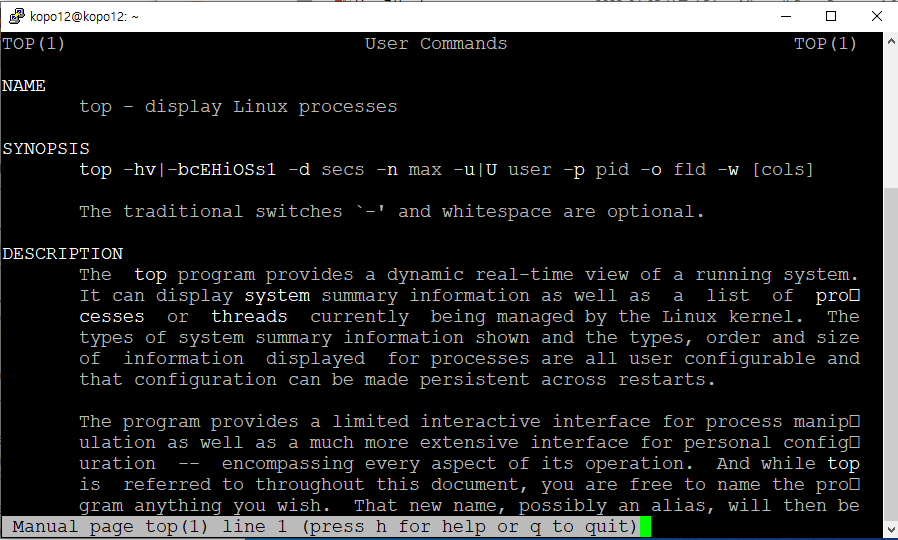 kopo12@kopo12: ~
TOP(1) User Commands TOP(1)
NAME
top - display Linux processes
SYNOPSIS
top -hv|-bcEHiOSs1 -d secs -n max -u|U user -p pid -o fld -w [cols]
The traditional switches `-' and whitespace are optional.
DESCRIPTION
The top program provides a dynamic real-time view of a running system.
It can display system summary information as well as a list of pro□
cesses or threads currently being managed by the Linux kernel. The
types of system summary information shown and the types, order and size
of information displayed for processes are all user configurable and
that configuration can be made persistent across restarts.
The program provides a limited interactive interface for process manip□
ulation as well as a much more extensive interface for personal config□
uration -- encompassing every aspect of its operation. And while top
is referred to throughout this document, you are free to name the pro□
gram anything you wish. That new name, possibly an alias, will then be
Manual page top(1) line 1 (press h for help or q to quit)